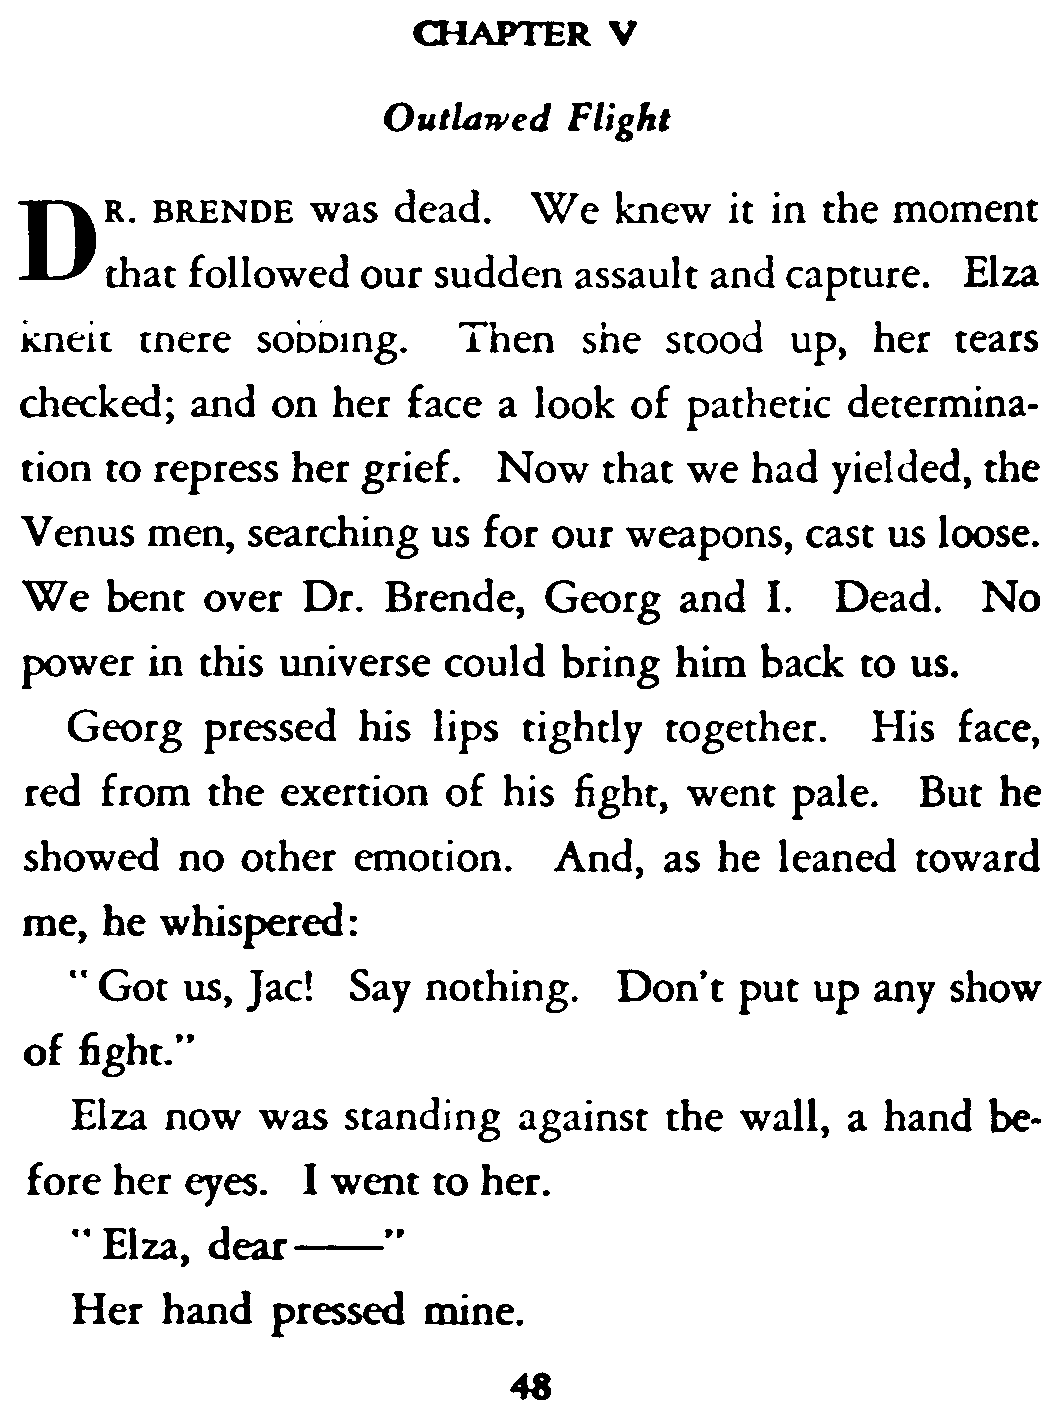 CHAPTER V
Outlawed Flight
DR. BRENDE was dead. We knew it in the moment
that followed our sudden assault and capture. Elza
knelt there sobbing. Then she stood up, her tears
checked; and on her face a look of pathetic determina-
tion to repress her grief. Now that we had yielded, the
Venus men, searching us for our weapons, cast us loose.
We bent over Dr. Brende, Georg and I. Dead. No
power in this universe could bring him back to us.
Georg pressed his lips tightly together. His face,
red from the exertion of his fight, went pale. But he
showed no other emotion. And, as he leaned toward
me, he whispered:
"Got us, Jac! Say nothing. Don't put up any show
of fight."
Elza now was standing against the wall, a hand be-
fore her eyes. I went to her.
"Elza, dear——"
Her hand pressed mine.
48